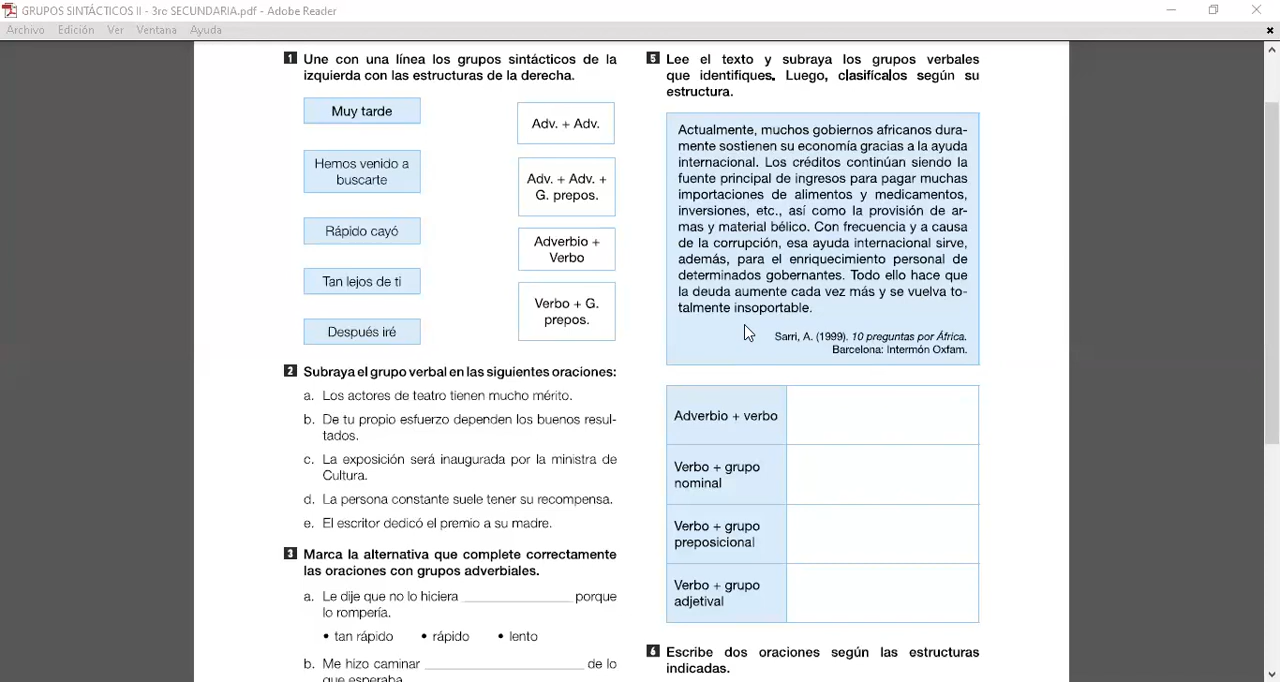 GRUPOS SINTÁCTICOS II - 3ro SECUNDARIA.pdf - Adobe Reader
Archivo Edición Ver Ventana Ayuda
1 Une con una línea los grupos sintácticos de la
izquierda con las estructuras de la derecha.
Muy tarde
Hemos venido a
buscarte
Rápido cayó
Tan lejos de ti
Después iré
Adv. + Adv.
Adv. + Adv. +
G. prepos.
Adverbio +
Verbo
Verbo + G.
prepos.
2 Subraya el grupo verbal en las siguientes oraciones:
a. Los actores de teatro tienen mucho mérito.
b. De tu propio esfuerzo dependen los buenos resul-
tados.
c. La exposición será inaugurada por la ministra de
Cultura.
d. La persona constante suele tener su recompensa.
e. El escritor dedicó el premio a su madre.
3 Marca la alternativa que complete correctamente
las oraciones con grupos adverbiales.
a. Le dije que no lo hiciera ____________ porque
lo rompería.
• tan rápido • rápido • lento
b. Me hizo caminar __________________ de lo
que esperaba.
5 Lee el texto y subraya los grupos verbales
que identifiques. Luego, clasifícalos según su
estructura.
Actualmente, muchos gobiernos africanos dura-
mente sostienen su economía gracias a la ayuda
internacional. Los créditos continúan siendo la
fuente principal de ingresos para pagar muchas
importaciones de alimentos y medicamentos,
inversiones, etc., así como la provisión de ar-
mas y material bélico. Con frecuencia y a causa
de la corrupción, esa ayuda internacional sirve,
además, para el enriquecimiento personal de
determinados gobernantes. Todo ello hace que
la deuda aumente cada vez más y se vuelva to-
talmente insoportable.
Sarri, A. (1999). 10 preguntas por África.
Barcelona: Intermón Oxfam.
Adverbio + verbo
Verbo + grupo
nominal
Verbo + grupo
preposicional
Verbo + grupo
adjetival
6 Escribe dos oraciones según las estructuras
indicadas.